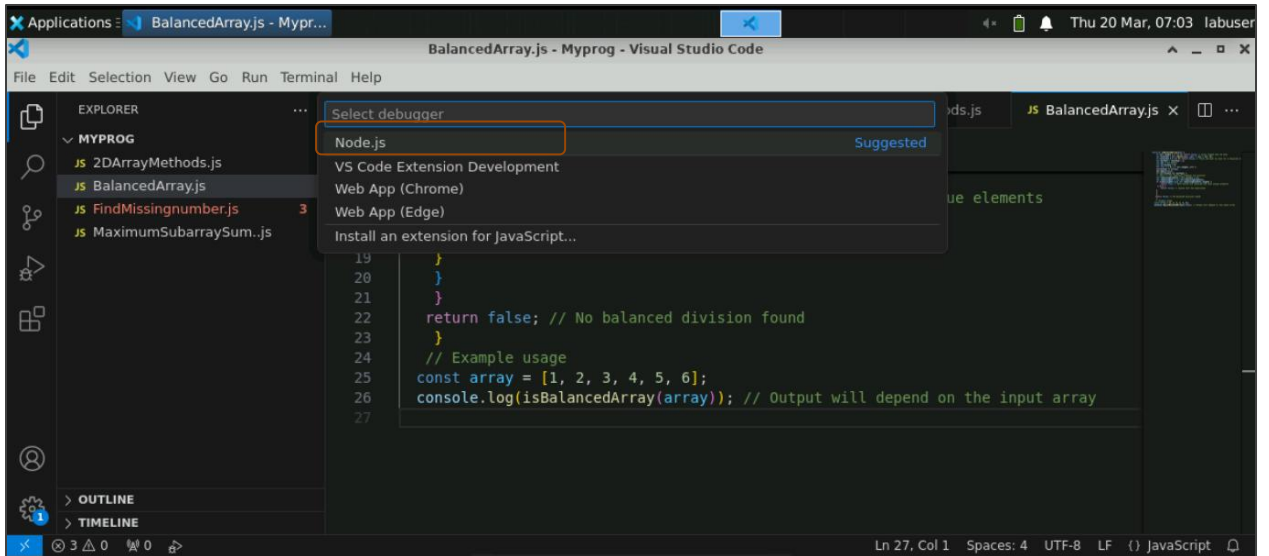 Applications
BalancedArray.js - Mypr...
Thu 20 Mar, 07:03 labuser
BalancedArray.js - Myprog - Visual Studio Code
File Edit Selection View Go Run Terminal Help
EXPLORER
MYPROG
JS 2DArrayMethods.js
JS BalancedArray.js
JS FindMissingnumber.js 3
JS MaximumSubarraySum..js
OUTLINE
TIMELINE
Select debugger
Node.js Suggested
VS Code Extension Development
Web App (Chrome)
Web App (Edge)
Install an extension for JavaScript...
ods.js
JS BalancedArray.js
ue elements
19 }
20 }
21 }
22 return false; // No balanced division found
23 }
24 // Example usage
25 const array = [1, 2, 3, 4, 5, 6];
26 console.log(isBalancedArray(array)); // Output will depend on the input array
27
1
3 0 0
Ln 27, Col 1 Spaces: 4 UTF-8 LF {} JavaScript